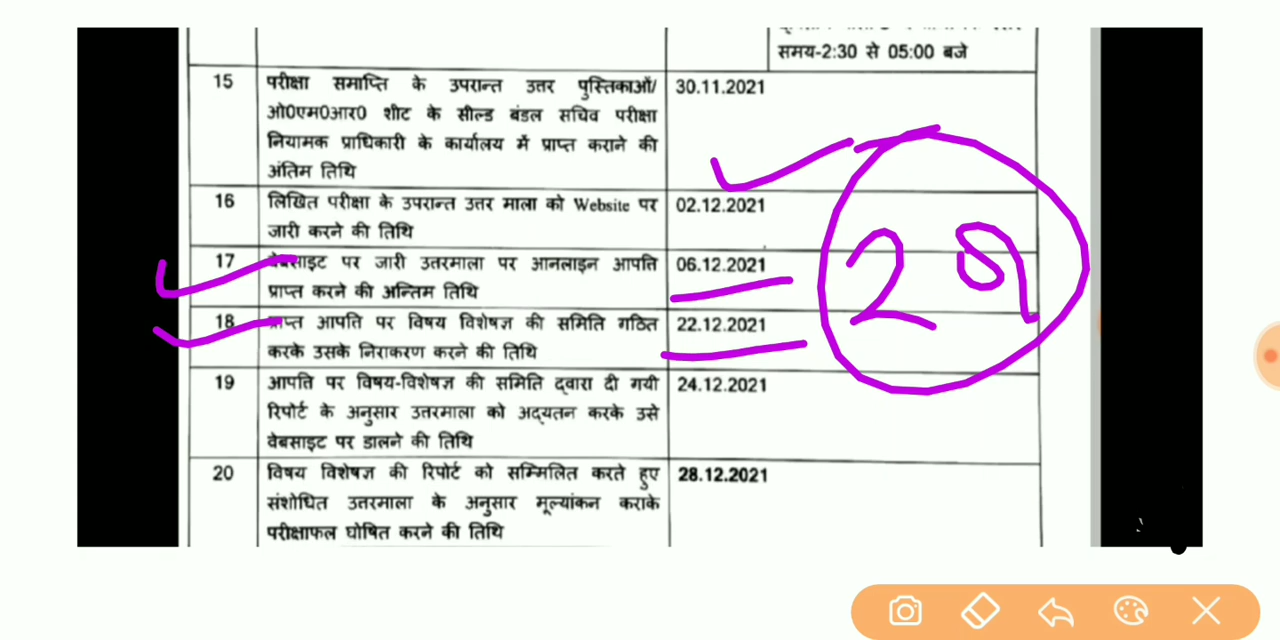 समय-2:30 से 05:00 बजे
15 परीक्षा समाप्ति के उपरान्त उत्तर पुस्तिकाओं/ 30.11.2021
ओ0एम0आर0 शीट के सील्ड बंडल सचिव परीक्षा
नियामक प्राधिकारी के कार्यालय में प्राप्त कराने की
अंतिम तिथि
16 लिखित परीक्षा के उपरान्त उत्तर माला को Website पर 02.12.2021
जारी करने की तिथि
17 वेबसाइट पर जारी उतरमाला पर आनलाइन आपति 06.12.2021
प्राप्त करने की अन्तिम तिथि
18 प्राप्त आपति पर विषय विशेषज्ञ की समिति गठित 22.12.2021
करके उसके निराकरण करने की तिथि
29
19 आपत्ति पर विषय-विशेषज्ञ की समिति द्वारा दी गयी 24.12.2021
रिपोर्ट के अनुसार उत्तरमाला को अद्यतन करके उसे
वेबसाइट पर डालने की तिथि
20 विषय विशेषज्ञ की रिपोर्ट को सम्मिलित करते हुए 28.12.2021
संशोधित उत्तरमाला के अनुसार मूल्यांकन कराके
परीक्षाफल घोषित करने की तिथि